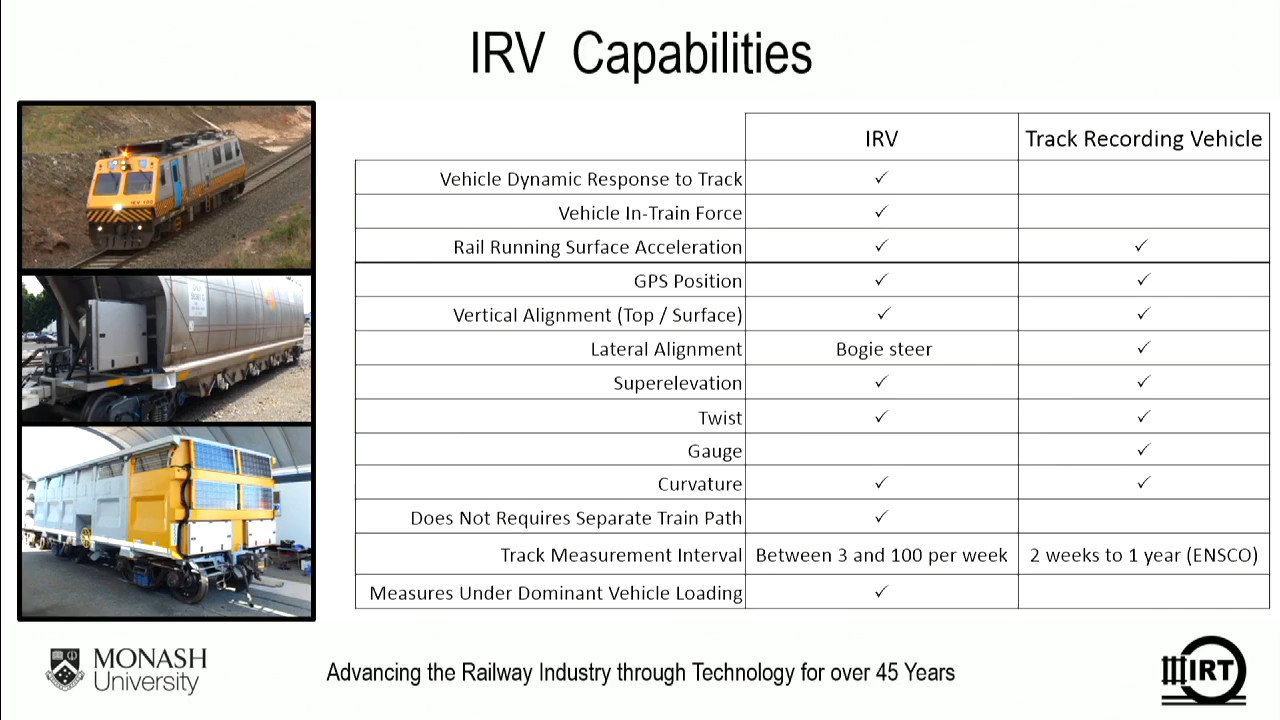 IRV Capabilities
IRV Track Recording Vehicle
Vehicle Dynamic Response to Track ✓
Vehicle In-Train Force ✓
Rail Running Surface Acceleration ✓ ✓
GPS Position ✓ ✓
Vertical Alignment (Top / Surface) ✓ ✓
Lateral Alignment Bogie steer ✓
Superelevation ✓ ✓
Twist ✓ ✓
Gauge ✓
Curvature ✓ ✓
Does Not Requires Separate Train Path ✓
Track Measurement Interval Between 3 and 100 per week 2 weeks to 1 year (ENSCO)
Measures Under Dominant Vehicle Loading ✓
MONASH
University
Advancing the Railway Industry through Technology for over 45 Years
IRT